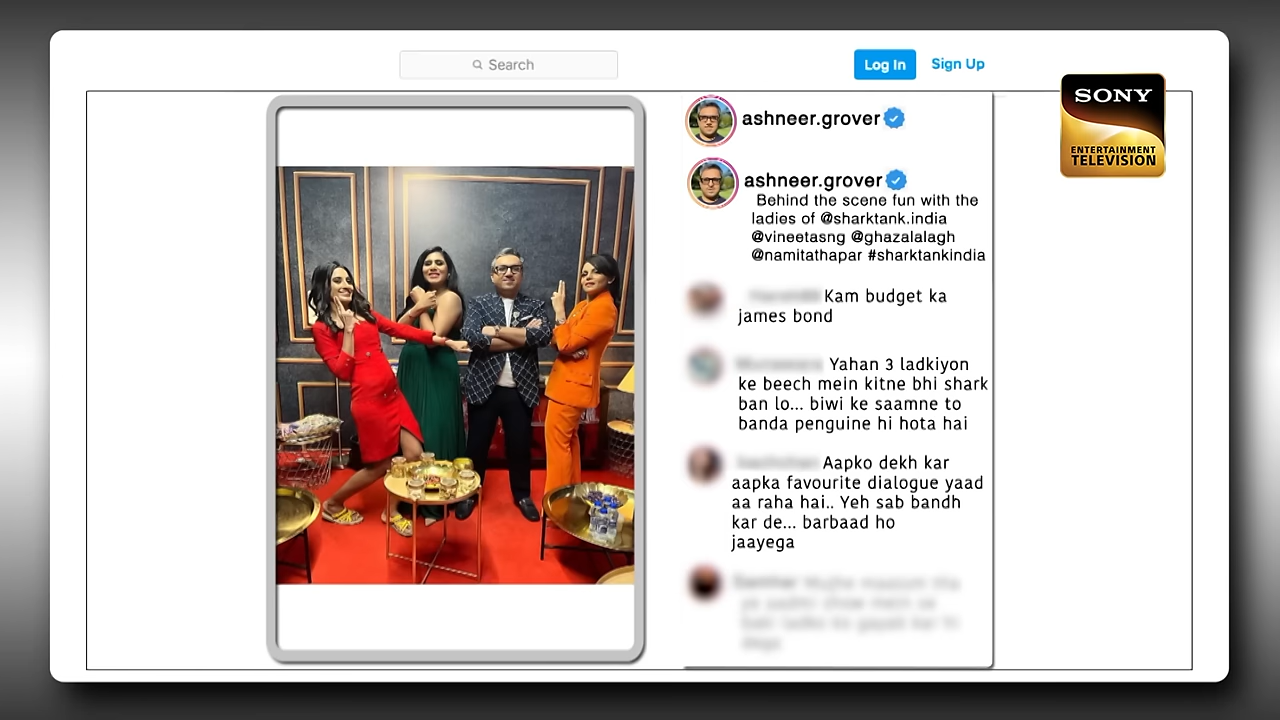 Search
Log In
Sign Up
SONY
ENTERTAINMENT
TELEVISION
ashneer.grover
ashneer.grover
Behind the scene fun with the
ladies of @sharktank.india
@vineetasng @ghazalalagh
@namitathapar #sharktankindia
Kam budget ka
james bond
Yahan 3 ladkiyon
ke beech mein kitne bhi shark
ban lo... biwi ke saamne to
banda penguine hi hota hai
Aapko dekh kar
aapka favourite dialogue yaad
aa raha hai.. Yeh sab bandh
kar de... barbaad ho
jaayega